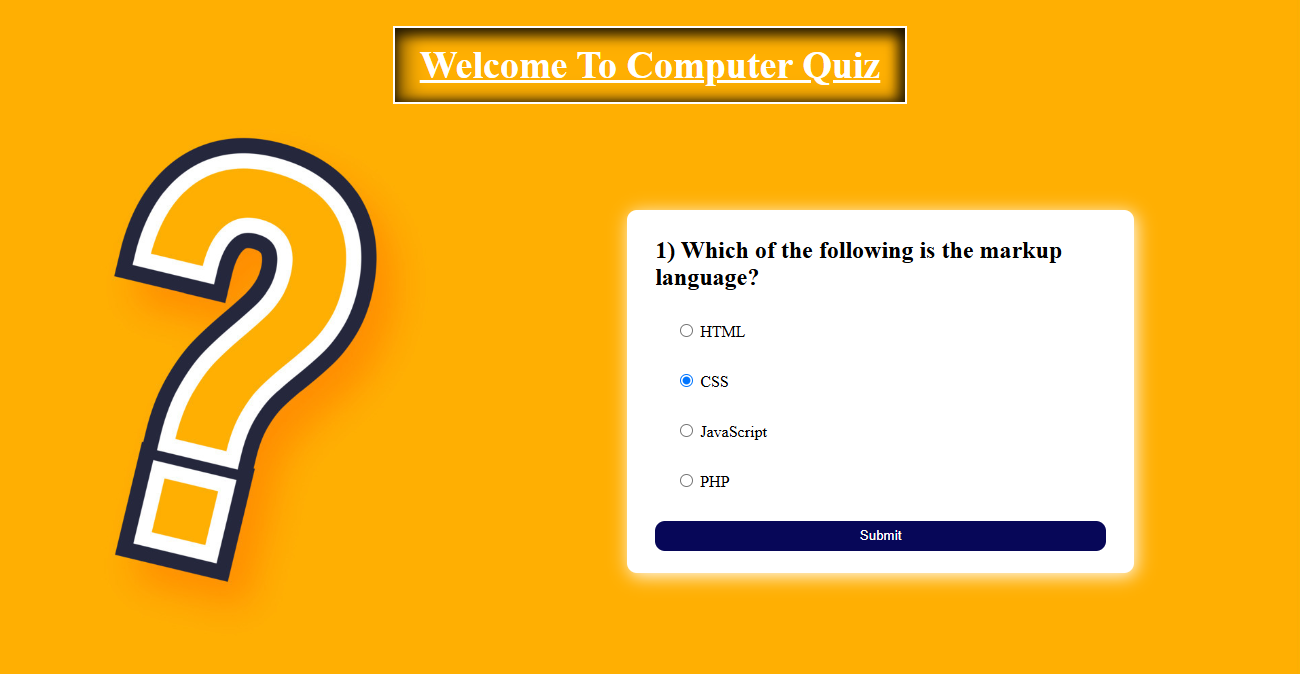 Welcome To Computer Quiz
1) Which of the following is the markup
language?
HTML
CSS
JavaScript
PHP
Submit